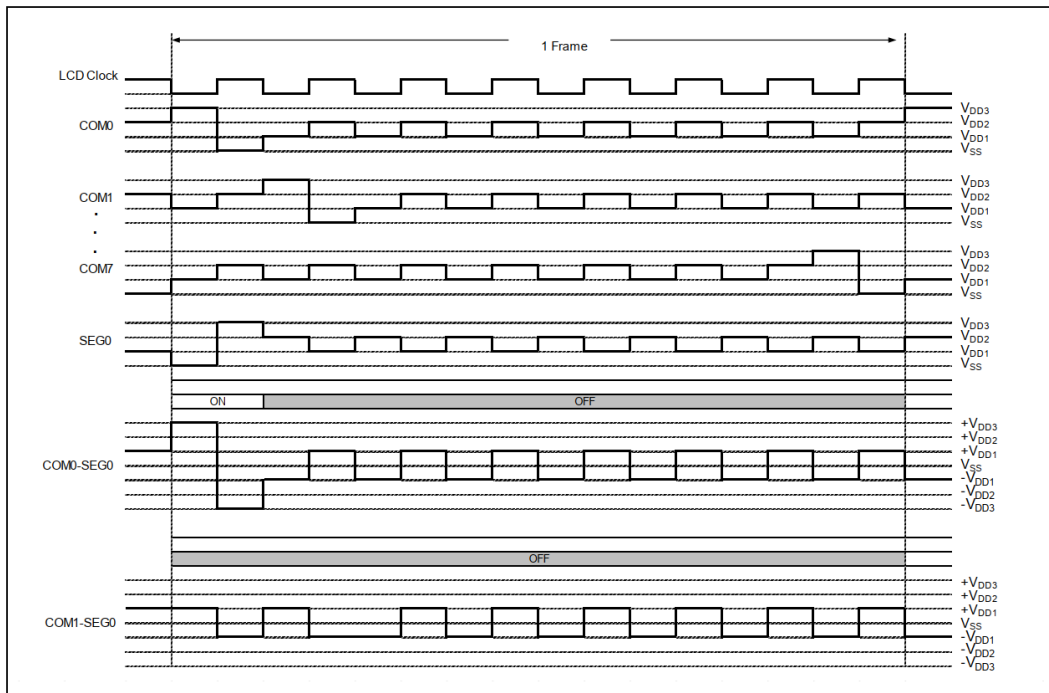 1 Frame
LCD Clock
COM0
VDD3
VDD2
VDD1
VSS
COM1
VDD3
VDD2
VDD1
VSS
COM7
VDD3
VDD2
VDD1
VSS
SEG0
VDD3
VDD2
VDD1
VSS
ON
OFF
COM0-SEG0
+VDD3
+VDD2
+VDD1
VSS
-VDD1
-VDD2
-VDD3
OFF
COM1-SEG0
+VDD3
+VDD2
+VDD1
VSS
-VDD1
-VDD2
-VDD3